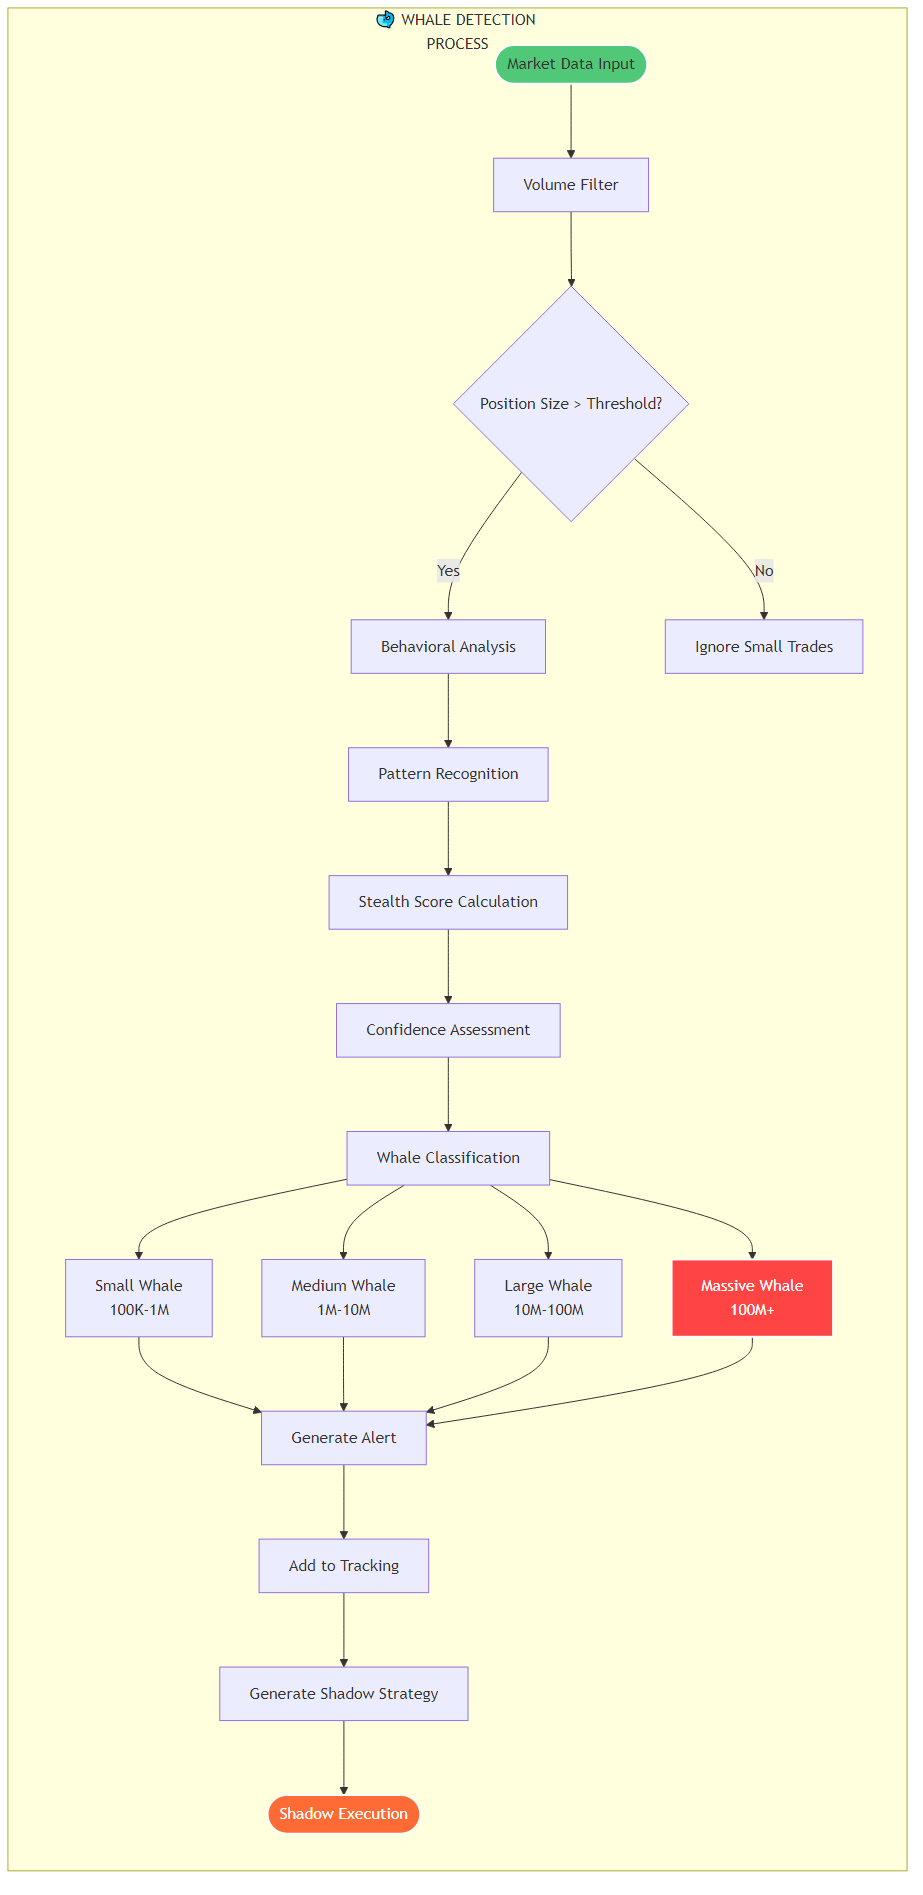 WHALE DETECTION
PROCESS
Market Data Input
Volume Filter
Position Size > Threshold?
Yes
No
Behavioral Analysis
Ignore Small Trades
Pattern Recognition
Stealth Score Calculation
Confidence Assessment
Whale Classification
Small Whale
100K-1M
Medium Whale
1M-10M
Large Whale
10M-100M
Massive Whale
100M+
Generate Alert
Add to Tracking
Generate Shadow Strategy
Shadow Execution